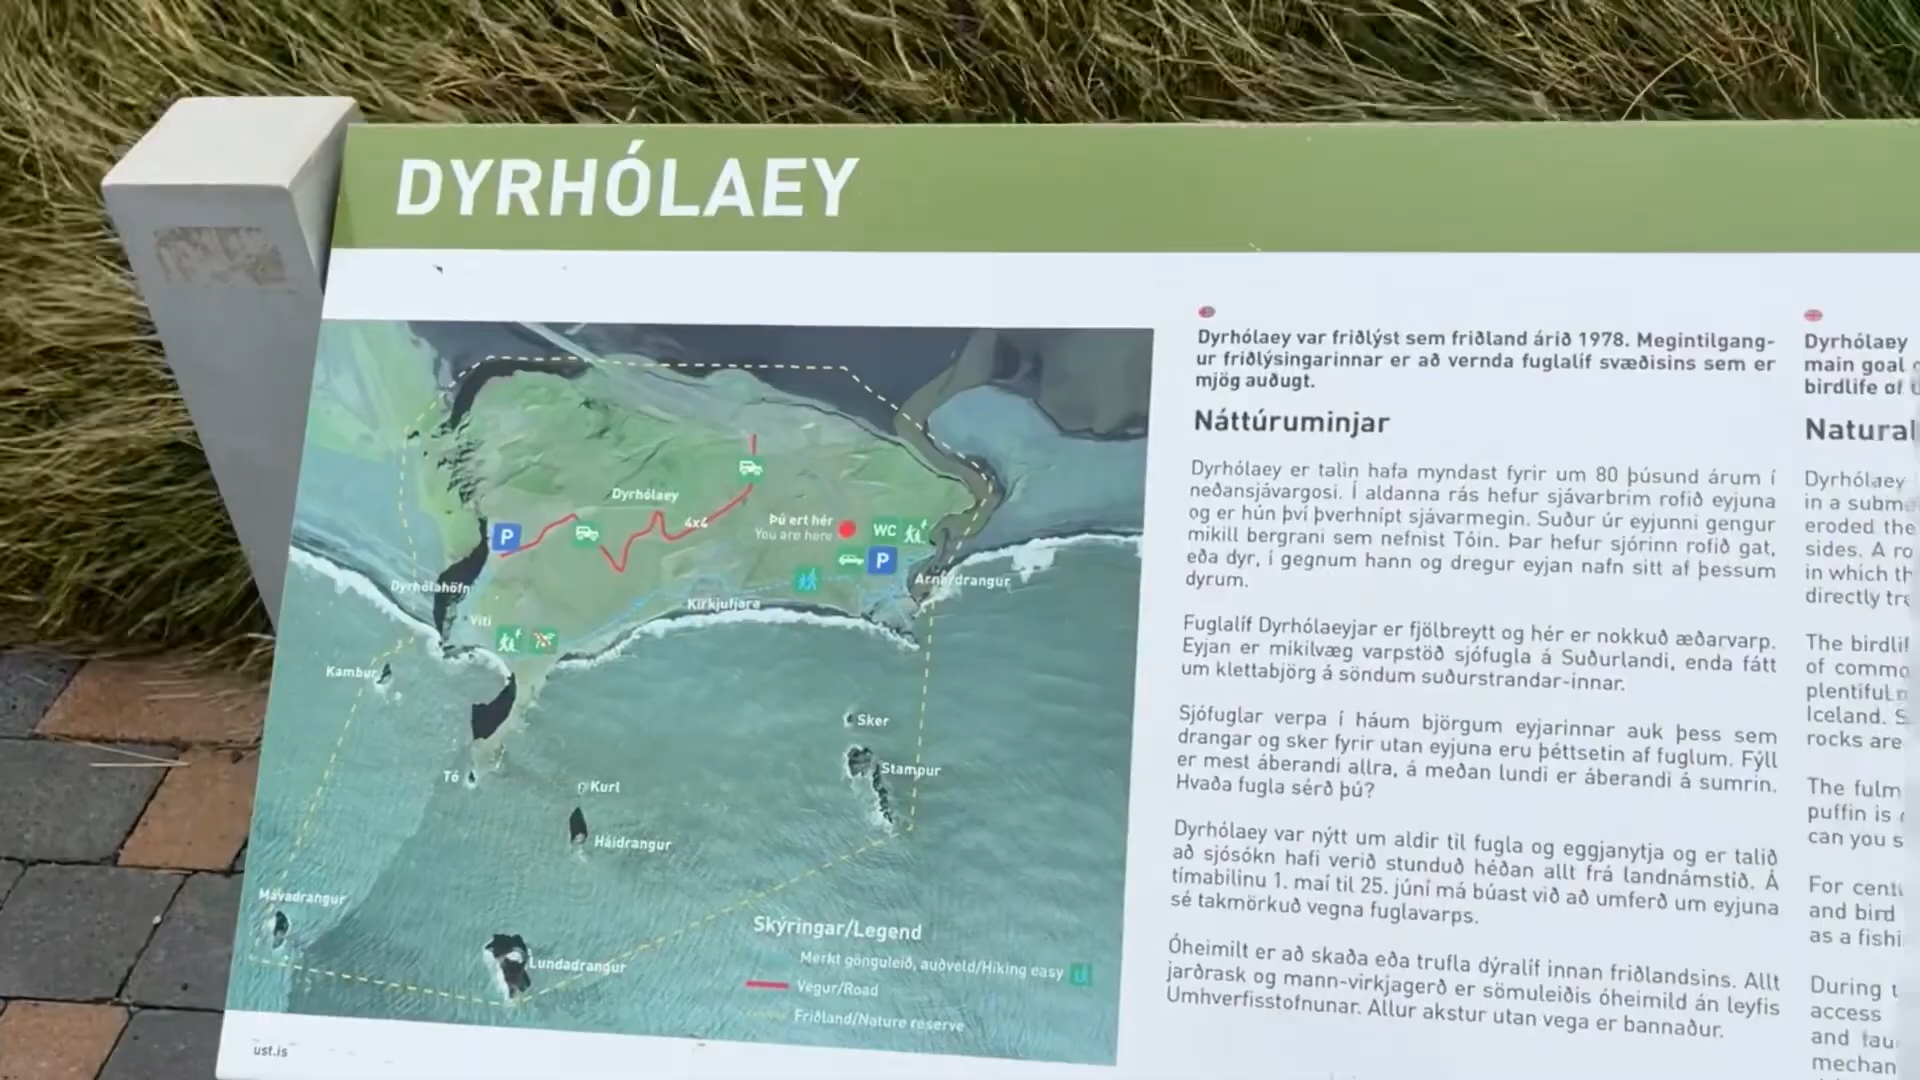 DYRHÓLAEY
Dyrhólaey
4x4
Þú ert hér
You are here
WC
P
P
Dyrhólahöfn
Arnardrangur
Kirkjufjara
Viti
Kambur
Sker
Tó
Stampur
Kurl
Háidrangur
Mávadrangur
Lundadrangur
Skýringar/Legend
Merkt gönguleið, auðveld/Hiking easy
Vegur/Road
Friðland/Nature reserve
ust.is
Dyrhólaey var friðlýst sem friðland árið 1978. Megintilgang-
ur friðlýsingarinnar er að vernda fuglalíf svæðisins sem er
mjög auðugt.
Náttúruminjar
Dyrhólaey er talin hafa myndast fyrir um 80 þúsund árum í
neðansjávargosi. Í aldanna rás hefur sjávarbrim rofið eyjuna
og er hún því þverhnípt sjávarmegin. Suður úr eyjunni gengur
mikill bergrani sem nefnist Tóin. Þar hefur sjórinn rofið gat,
eða dyr, í gegnum hann og dregur eyjan nafn sitt af þessum
dyrum.
Fuglalíf Dyrhólaeyjar er fjölbreytt og hér er nokkuð æðarvarp.
Eyjan er mikilvæg varpstöð sjófugla á Suðurlandi, enda fátt
um klettabjörg á söndum suðurstrandar-innar.
Sjófuglar verpa í háum björgum eyjarinnar auk þess sem
drangar og sker fyrir utan eyjuna eru þéttsetin af fuglum. Fýll
er mest áberandi allra, á meðan lundi er áberandi á sumrin.
Hvaða fugla sérð þú?
Dyrhólaey var nýtt um aldir til fugla og eggjanytja og er talið
að sjósókn hafi verið stunduð héðan allt frá landnámstíð. Á
tímabilinu 1. maí til 25. júní má búast við að umferð um eyjuna
sé takmörkuð vegna fuglavarps.
Óheimilt er að skaða eða trufla dýralíf innan friðlandsins. Allt
jarðrask og mann-virkjagerð er sömuleiðis óheimild án leyfis
Umhverfisstofnunar. Allur akstur utan vega er bannaður.
Dyrhólaey
main goal
birdlife of
Natural
Dyrhólaey
in a subm
eroded the
sides. A ro
in which th
directly tra
The birdlif
of commo
plentiful
Iceland. S
rocks are
The fulm
puffin is
can you s
For cent
and bird
as a fishi
During t
access
and tau
mechan